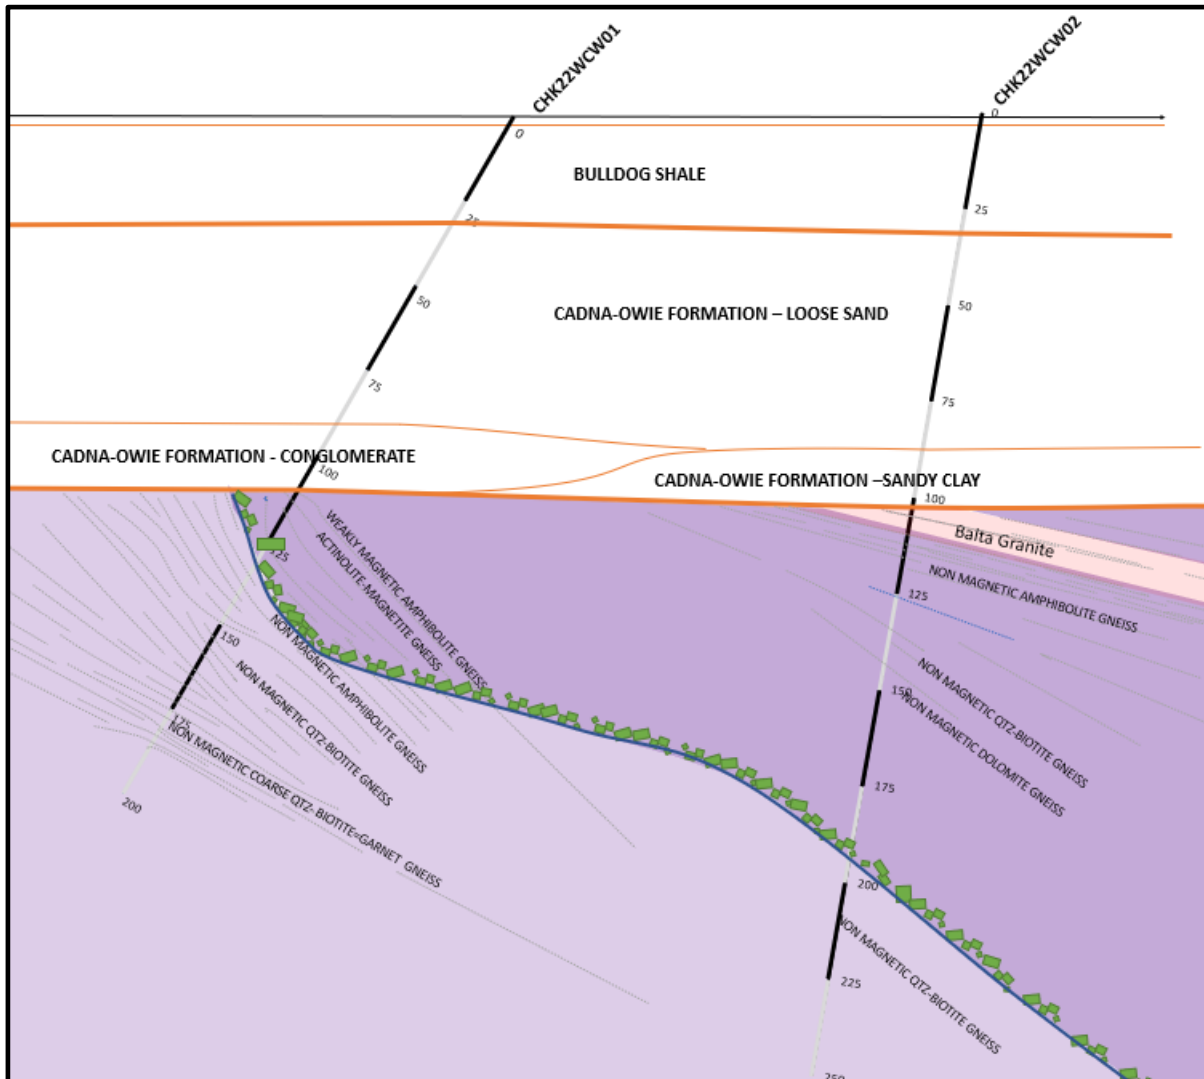 CHK22WCW01
CHK22WCW02
0
0
BULLDOG SHALE
25
25
50
50
CADNA-OWIE FORMATION – LOOSE SAND
75
75
CADNA-OWIE FORMATION - CONGLOMERATE
100
CADNA-OWIE FORMATION –SANDY CLAY
100
WEAKLY MAGNETIC AMPHIBOLITE GNEISS
ACTINOLITE-MAGNETITE GNEISS
Balta Granite
125
NON MAGNETIC AMPHIBOLITE GNEISS
125
NON MAGNETIC AMPHIBOLITE GNEISS
150
NON MAGNETIC QTZ-BIOTITE GNEISS
NON MAGNETIC QTZ-BIOTITE GNEISS
150
NON MAGNETIC DOLOMITE GNEISS
175
NON MAGNETIC COARSE QTZ- BIOTITE=GARNET GNEISS
175
200
200
NON MAGNETIC QTZ-BIOTITE GNEISS
225
250